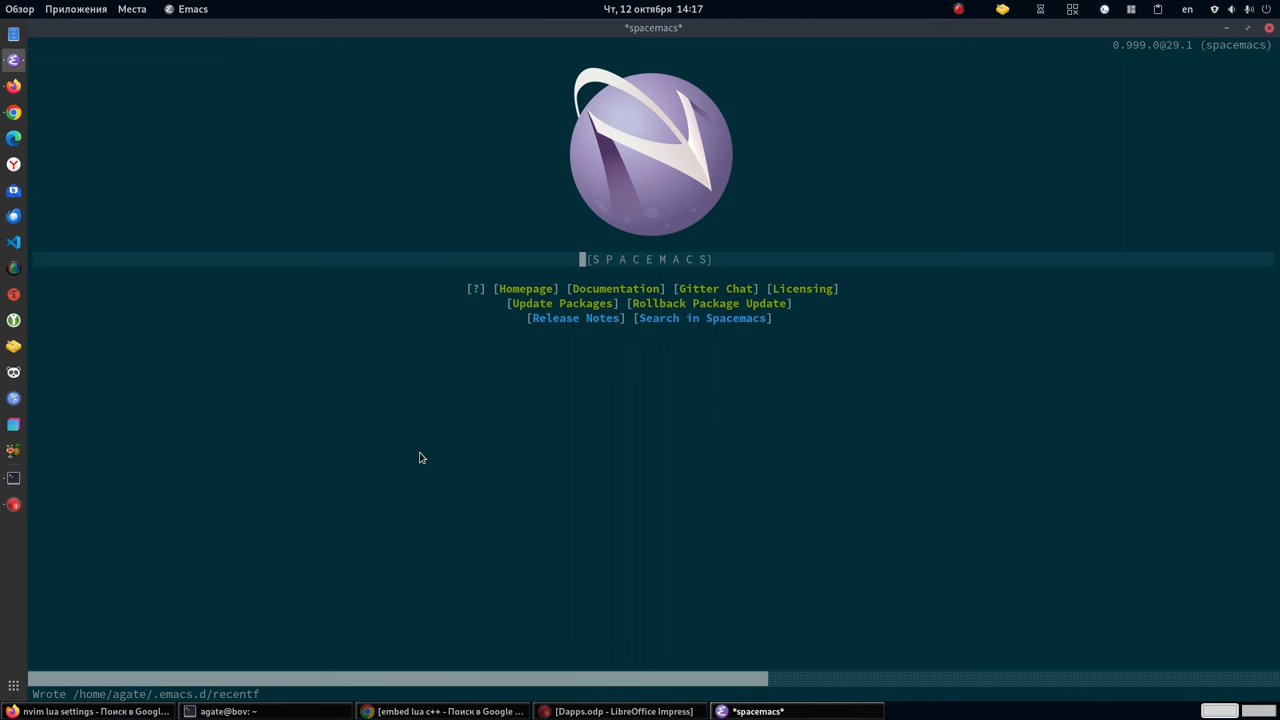 Обзор Приложения Места Emacs Чт, 12 октября 14:17 en
*spacemacs*
0.999.0@29.1 (spacemacs)
[S P A C E M A C S]
[?] [Homepage] [Documentation] [Gitter Chat] [Licensing]
[Update Packages] [Rollback Package Update]
[Release Notes] [Search in Spacemacs]
Wrote /home/agate/.emacs.d/recentf
nvim lua settings - Поиск в Googl... agate@bov: ~ [embed lua c++ - Поиск в Google ... [Dapps.odp - LibreOffice Impress] *spacemacs*